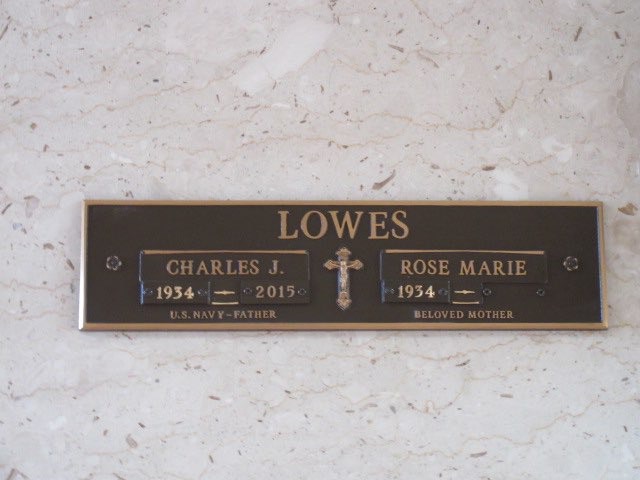 LOWES
CHARLES J.
1934 - 2015
U.S. NAVY - FATHER
ROSE MARIE
1934 -
BELOVED MOTHER